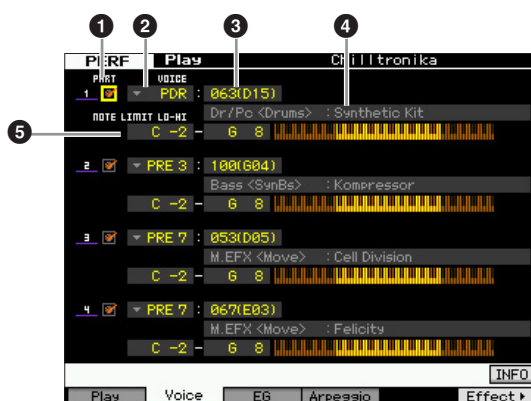 1 2 3 4
PERF Play Chilltronika
PART VOICE
1 PDR : 063(D15)
Dr/Pc <Drums> : Synthetic Kit
NOTE LIMIT LO-HI
5 C -2 – G 8
2 PRE 3 : 100(G04)
Bass <SynBs> : Kompressor
C -2 – G 8
3 PRE 7 : 053(D05)
M.EFX <Move> : Cell Division
C -2 – G 8
4 PRE 7 : 067(E03)
M.EFX <Move> : Felicity
C -2 – G 8
INFO
Play Voice EG Arpeggio Effect